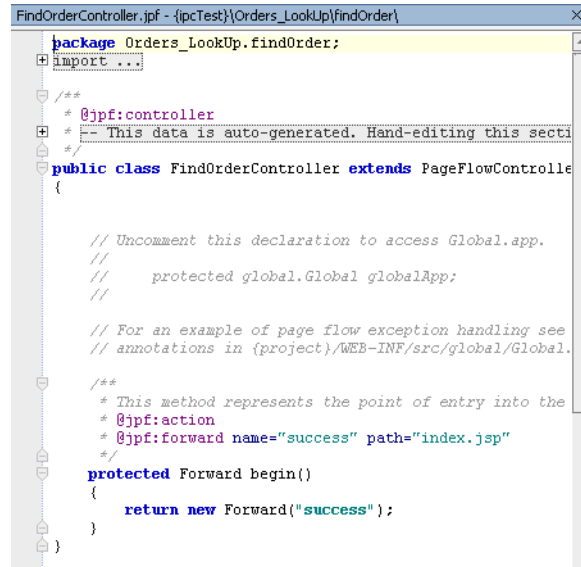 FindOrderController.jpf - {ipcTest}\Orders_LookUp\findOrder\
package Orders_LookUp.findOrder;
import ...
/**
* @jpf:controller
* -- This data is auto-generated. Hand-editing this secti
*/
public class FindOrderController extends PageFlowControlle
{
// Uncomment this declaration to access Global.app.
//
// protected global.Global globalApp;
//
// For an example of page flow exception handling see
// annotations in {project}/WEB-INF/src/global/Global.
/**
* This method represents the point of entry into the
* @jpf:action
* @jpf:forward name="success" path="index.jsp"
*/
protected Forward begin()
{
return new Forward("success");
}
}